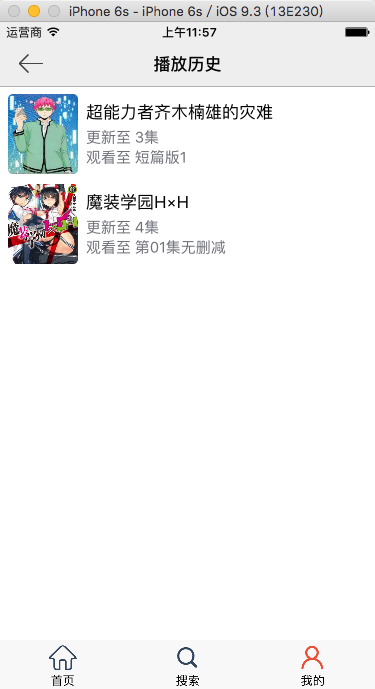 iPhone 6s - iPhone 6s / iOS 9.3 (13E230)
运营商 上午11:57
播放历史
超能力者齐木楠雄的灾难
更新至 3集
观看至 短篇版1
魔装学园H×H
更新至 4集
观看至 第01集无删减
首页 搜索 我的